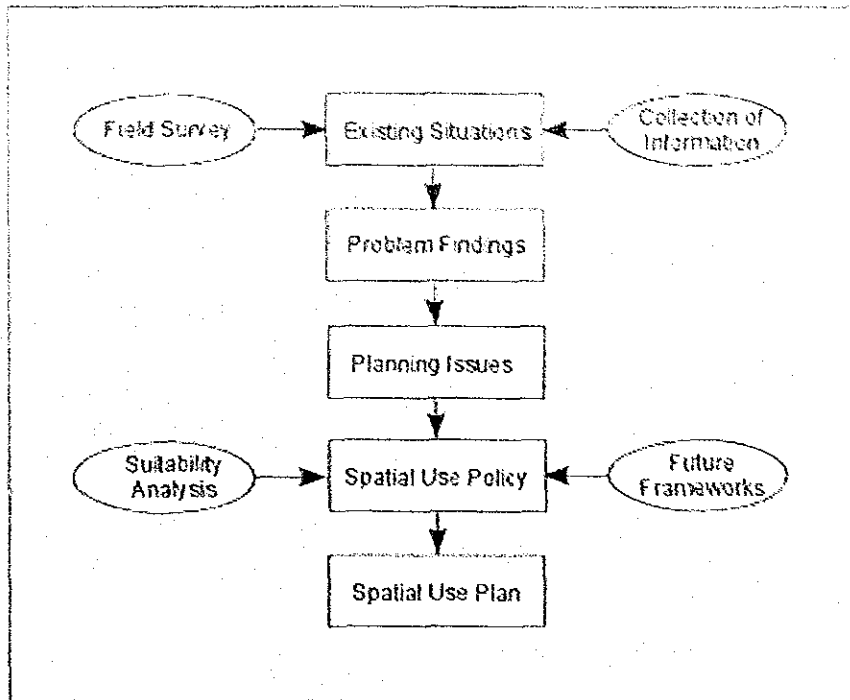 Field Survey
Existing Situations
Collection of
Information
Problem Findings
Planning Issues
Suitability
Analysis
Spatial Use Policy
Future
Frameworks
Spatial Use Plan